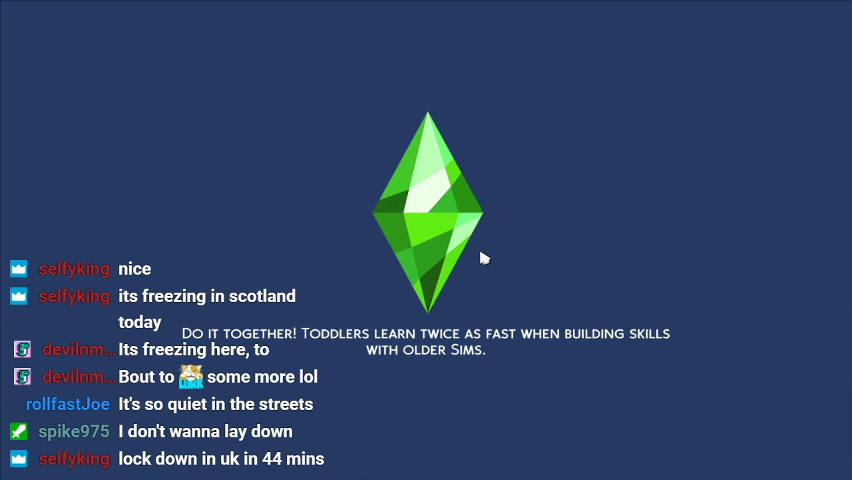 selfyking nice
selfyking its freezing in scotland
today
DO IT TOGETHER! TODDLERS LEARN TWICE AS FAST WHEN BUILDING SKILLS
WITH OLDER SIMS.
devilnm... Its freezing here, to
devilnm... Bout to LURK some more lol
rollfastJoe It's so quiet in the streets
spike975 I don't wanna lay down
selfyking lock down in uk in 44 mins